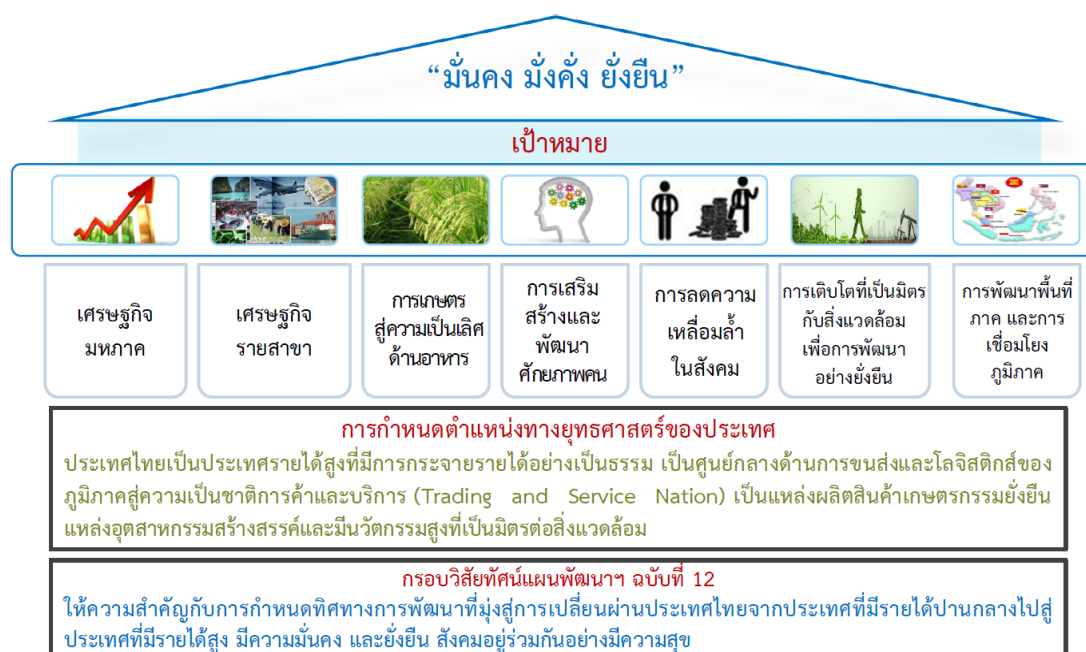 “มั่นคง มั่งคั่ง ยั่งยืน”
เป้าหมาย
เศรษฐกิจ
มหภาค
เศรษฐกิจ
รายสาขา
การเกษตร
สู่ความเป็นเลิศ
ด้านอาหาร
การเสริม
สร้างและ
พัฒนา
ศักยภาพคน
การลดความ
เหลื่อมล้ำ
ในสังคม
การเติบโตที่เป็นมิตร
กับสิ่งแวดล้อม
เพื่อการพัฒนา
อย่างยั่งยืน
การพัฒนาพื้นที่
ภาค และการ
เชื่อมโยง
ภูมิภาค
การกำหนดตำแหน่งทางยุทธศาสตร์ของประเทศ
ประเทศไทยเป็นประเทศรายได้สูงที่มีการกระจายรายได้อย่างเป็นธรรม เป็นศูนย์กลางด้านการขนส่งและโลจิสติกส์ของ
ภูมิภาคสู่ความเป็นชาติการค้าและบริการ (Trading and Service Nation) เป็นแหล่งผลิตสินค้าเกษตรกรรมยั่งยืน
แหล่งอุตสาหกรรมสร้างสรรค์และมีนวัตกรรมสูงที่เป็นมิตรต่อสิ่งแวดล้อม
กรอบวิสัยทัศน์แผนพัฒนาฯ ฉบับที่ 12
ให้ความสำคัญกับการกำหนดทิศทางการพัฒนาที่มุ่งสู่การเปลี่ยนผ่านประเทศไทยจากประเทศที่มีรายได้ปานกลางไปสู่
ประเทศที่มีรายได้สูง มีความมั่นคง และยั่งยืน สังคมอยู่ร่วมกันอย่างมีความสุข